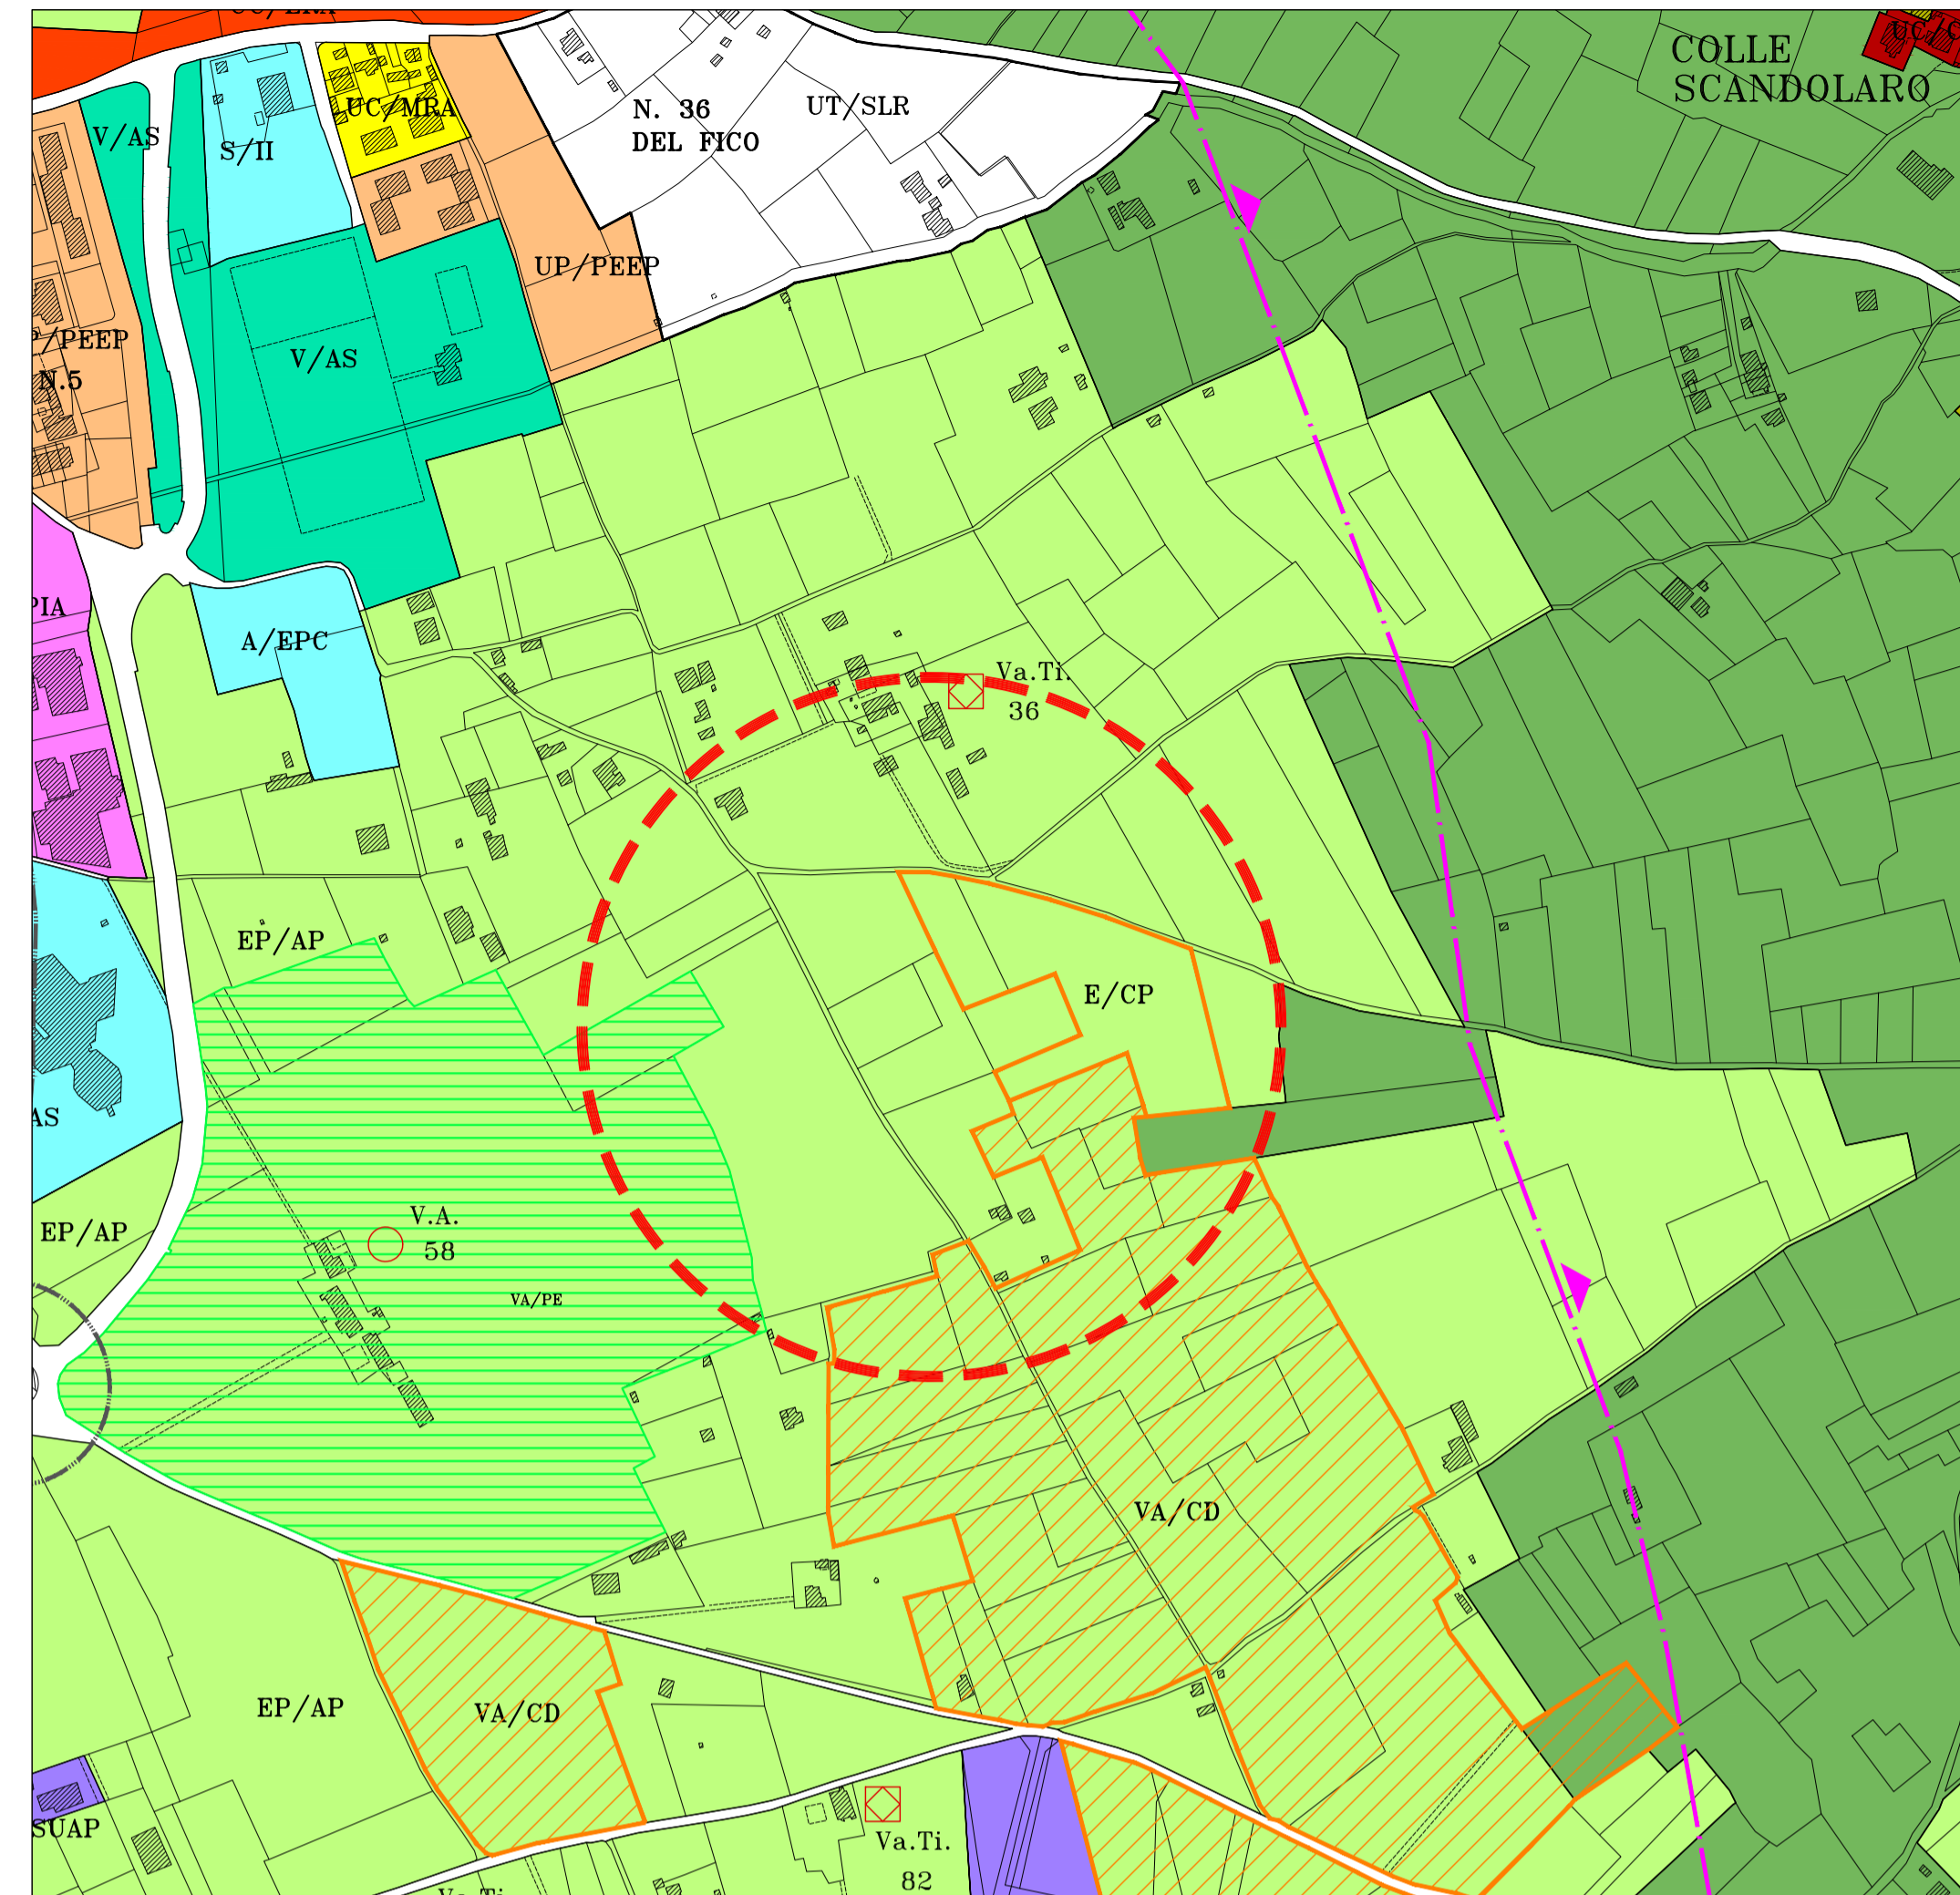 COLLE
SCANDOLARO
V/AS
S/II
UC/MRA
N. 36
DEL FICO
UT/SLR
UP/PEEP
/PEEP
N.5
V/AS
PIA
A/EPC
Va.Ti.
36
EP/AP
E/CP
AS
EP/AP
V.A.
58
VA/PE
VA/CD
EP/AP
VA/CD
SUAP
Va.Ti.
82